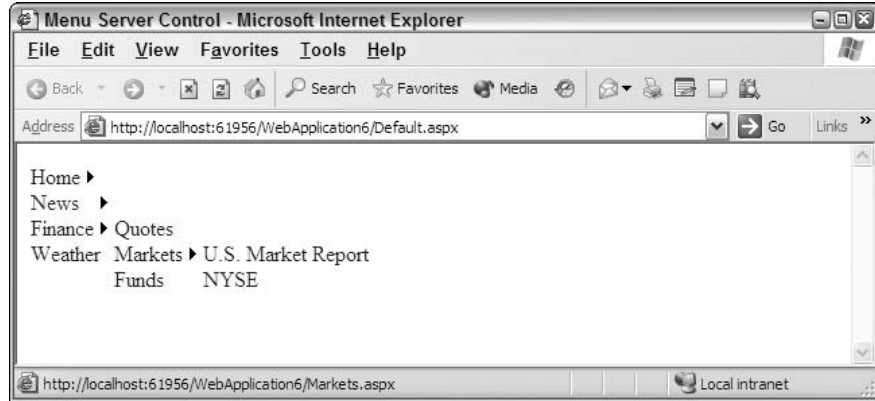 Menu Server Control - Microsoft Internet Explorer
File Edit View Favorites Tools Help
Back Search Favorites Media
Address http://localhost:61956/WebApplication6/Default.aspx Go Links »
Home
News
Finance Quotes
Weather Markets U.S. Market Report
Funds NYSE
http://localhost:61956/WebApplication6/Markets.aspx Local intranet